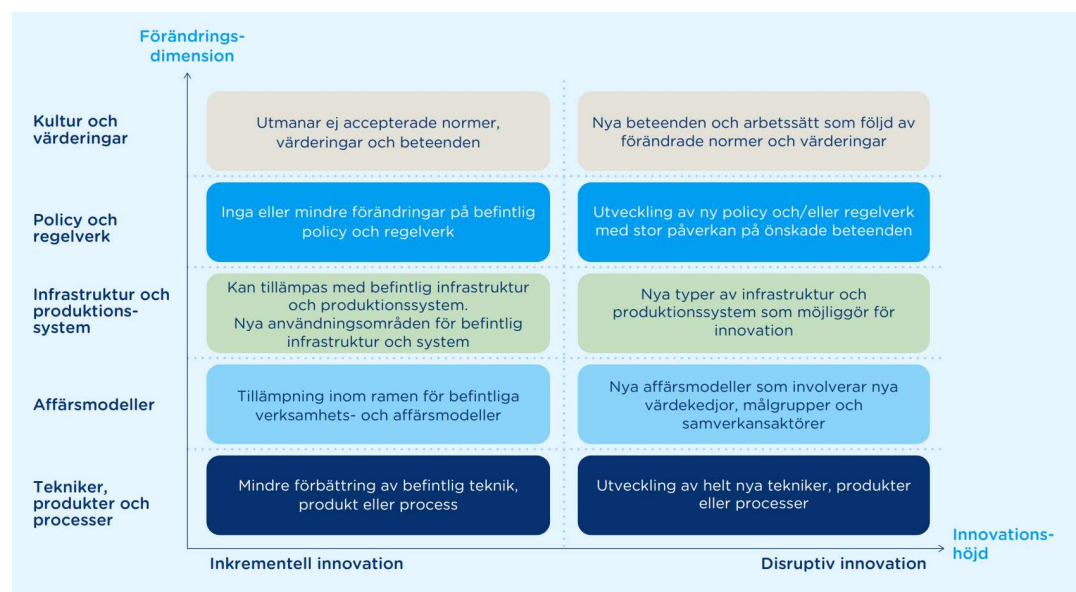 Förändrings-
dimension
Kultur och
värderingar
Utmanar ej accepterade normer,
värderingar och beteenden
Nya beteenden och arbetssätt som följd av
förändrade normer och värderingar
Policy och
regelverk
Inga eller mindre förändringar på befintlig
policy och regelverk
Utveckling av ny policy och/eller regelverk
med stor påverkan på önskade beteenden
Infrastruktur och
produktions-
system
Kan tillämpas med befintlig infrastruktur
och produktionssystem.
Nya användningsområden för befintlig
infrastruktur och system
Nya typer av infrastruktur och
produktionssystem som möjliggör för
innovation
Affärsmodeller
Tillämpning inom ramen för befintliga
verksamhets- och affärsmodeller
Nya affärsmodeller som involverar nya
värdekedjor, målgrupper och
samverkansaktörer
Tekniker,
produkter och
processer
Mindre förbättring av befintlig teknik,
produkt eller process
Utveckling av helt nya tekniker, produkter
eller processer
Innovations-
höjd
Inkrementell innovation
Disruptiv innovation